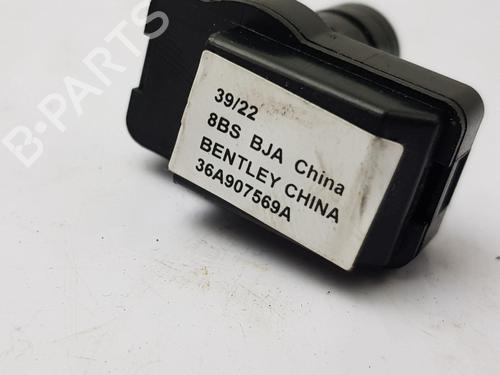 B-PARTS
39/22
8BS BJA China
BENTLEY CHINA
36A907569A